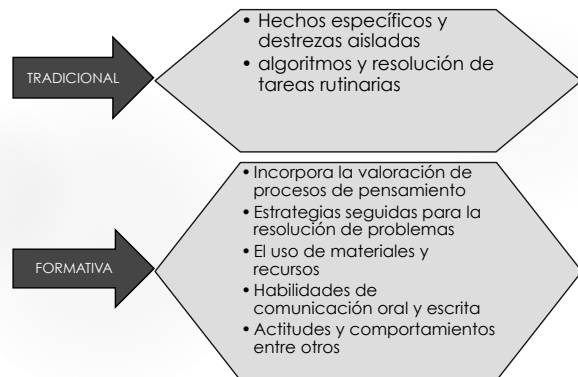 TRADICIONAL
• Hechos específicos y
destrezas aisladas
• algoritmos y resolución de
tareas rutinarias
FORMATIVA
• Incorpora la valoración de
procesos de pensamiento
• Estrategias seguidas para la
resolución de problemas
• El uso de materiales y
recursos
• Habilidades de
comunicación oral y escrita
• Actitudes y comportamientos
entre otros